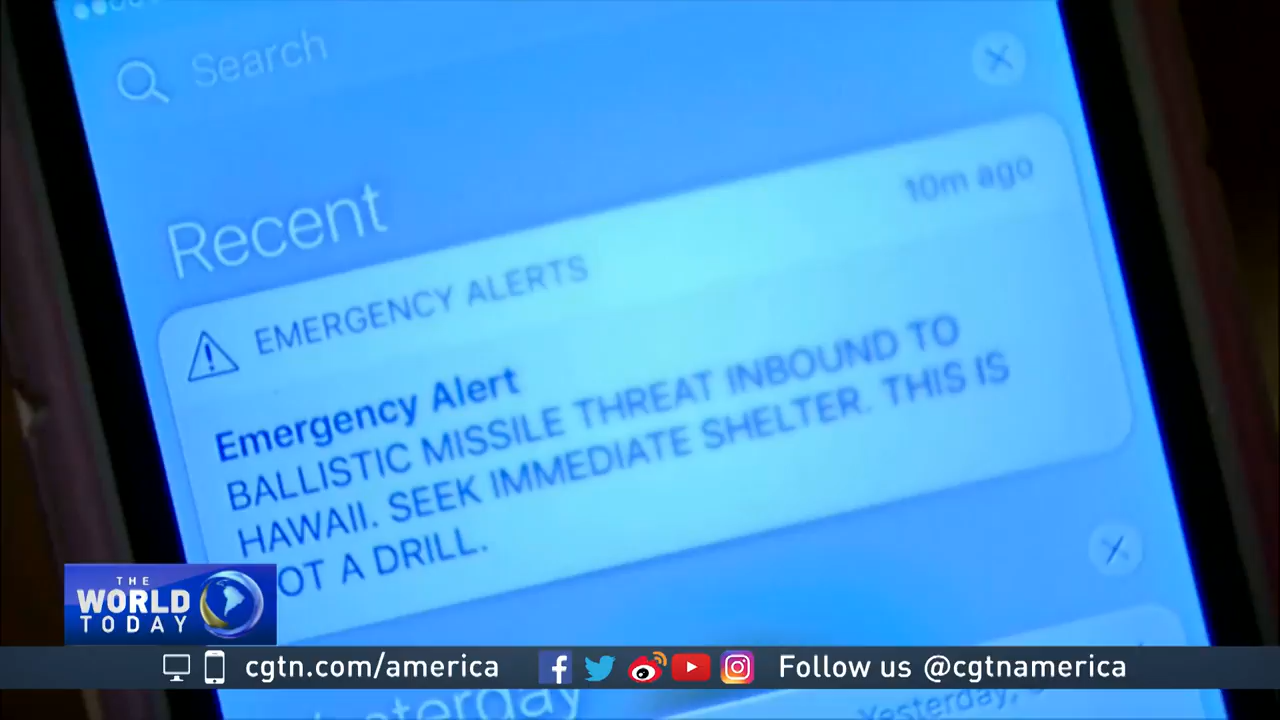 Search
Recent
10m ago
EMERGENCY ALERTS
Emergency Alert
BALLISTIC MISSILE THREAT INBOUND TO
HAWAII. SEEK IMMEDIATE SHELTER. THIS IS
OT A DRILL.
THE
WORLD
TODAY
cgtn.com/america
Follow us @cgtnamerica
Yesterday,